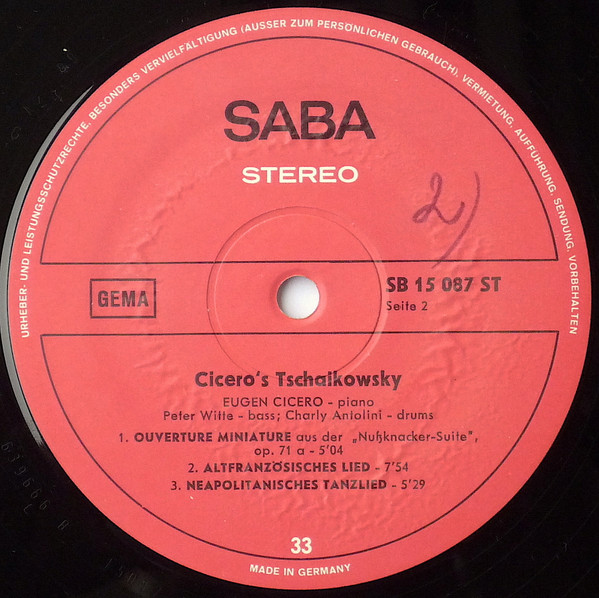 URHEBER- UND LEISTUNGSSCHUTZRECHTE, BESONDERS VERVIELFÄLTIGUNG (AUSSER ZUM PERSÖNLICHEN GEBRAUCH), VERMIETUNG, AUFFÜHRUNG, SENDUNG, VORBEHALTEN
SABA
STEREO
2)
GEMA
SB 15 087 ST
Seite 2
Cicero's Tschaikowsky
EUGEN CICERO - piano
Peter Witte - bass; Charly Antolini - drums
1. OUVERTURE MINIATURE aus der „Nußknacker-Suite",
op. 71 a - 5'04
2. ALTFRANZÖSISCHES LIED - 7'54
3. NEAPOLITANISCHES TANZLIED - 5'29
33
MADE IN GERMANY